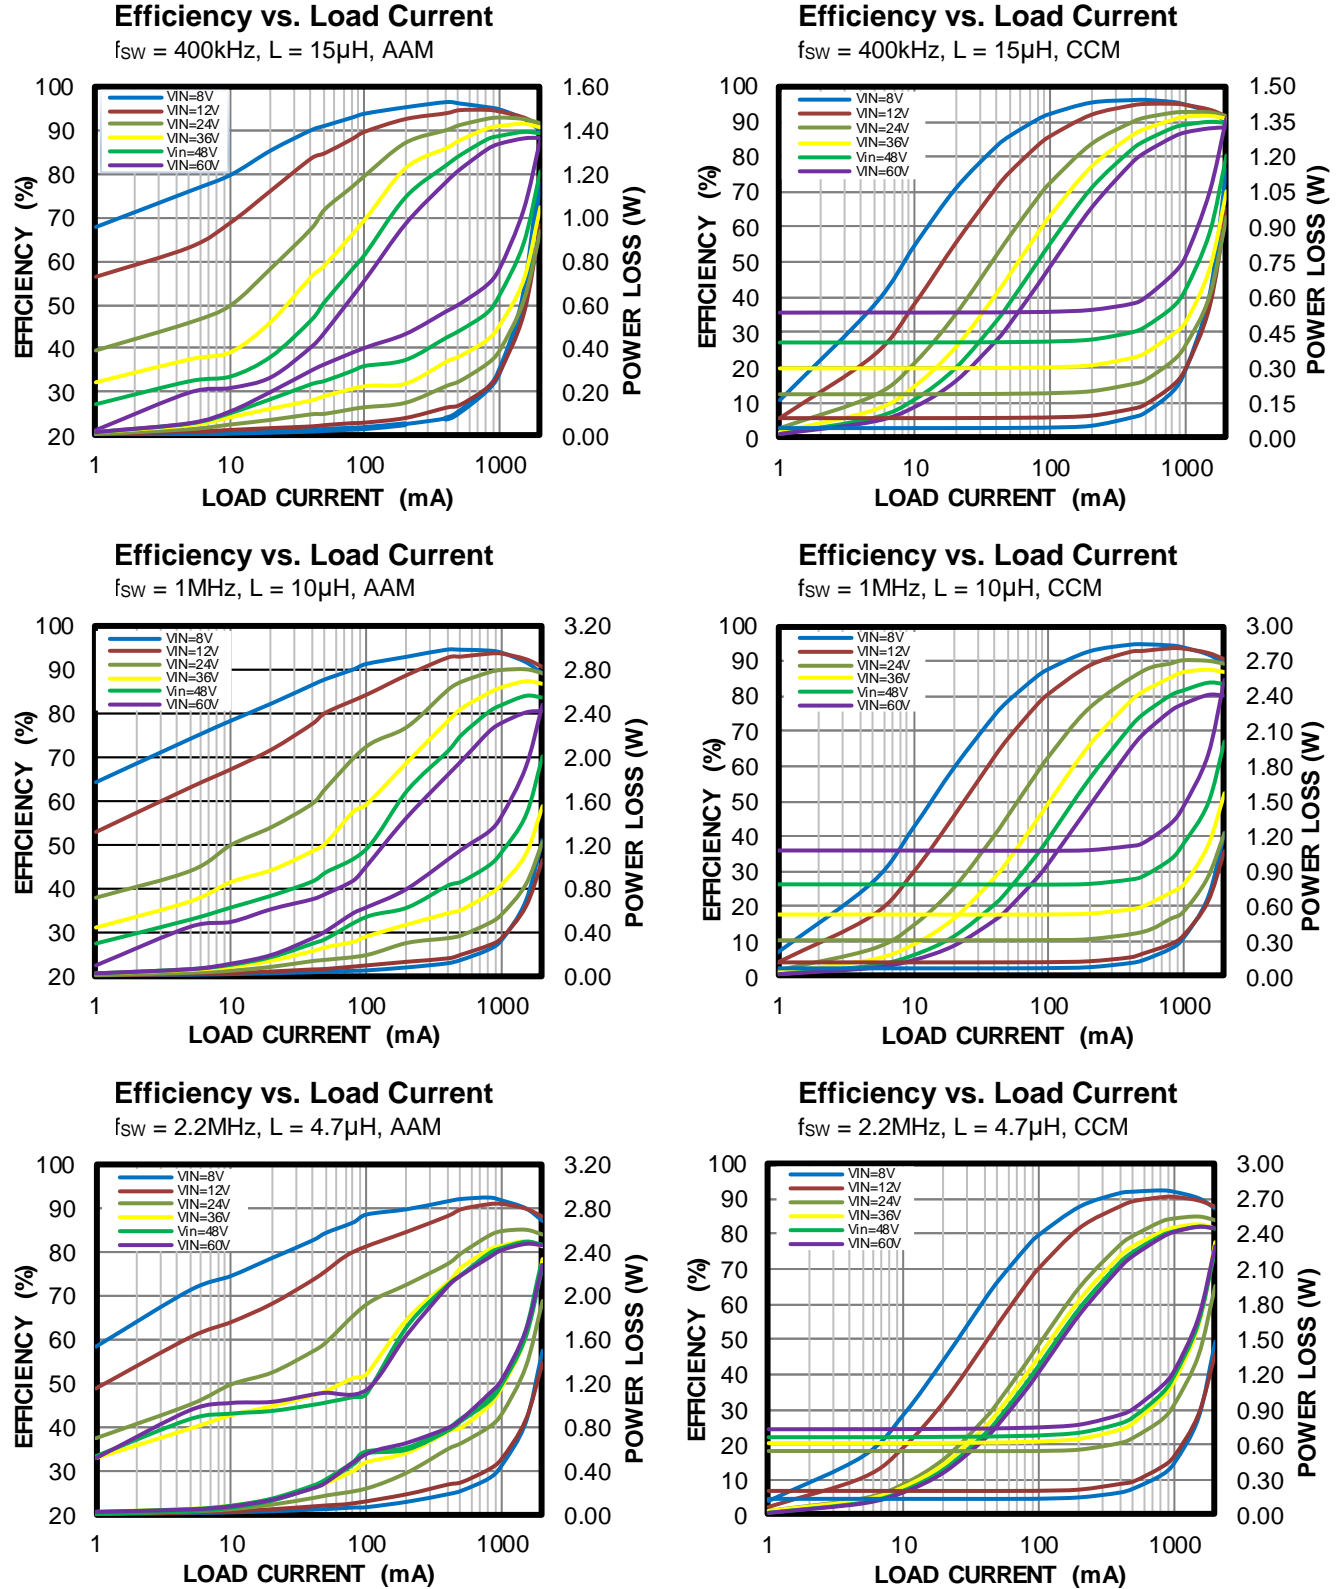 Efficiency vs. Load Current
fSW = 400kHz, L = 15µH, AAM
100
90
80
70
60
50
40
30
20
EFFICIENCY (%)
VIN=8V
VIN=12V
VIN=24V
VIN=36V
Vin=48V
VIN=60V
1.60
1.40
1.20
1.00
0.80
0.60
0.40
0.20
0.00
POWER LOSS (W)
1 10 100 1000
LOAD CURRENT (mA)
Efficiency vs. Load Current
fSW = 400kHz, L = 15µH, CCM
100
90
80
70
60
50
40
30
20
10
0
EFFICIENCY (%)
VIN=8V
VIN=12V
VIN=24V
VIN=36V
Vin=48V
VIN=60V
1.50
1.35
1.20
1.05
0.90
0.75
0.60
0.45
0.30
0.15
0.00
POWER LOSS (W)
1 10 100 1000
LOAD CURRENT (mA)
Efficiency vs. Load Current
fSW = 1MHz, L = 10µH, AAM
100
90
80
70
60
50
40
30
20
EFFICIENCY (%)
VIN=8V
VIN=12V
VIN=24V
VIN=36V
Vin=48V
VIN=60V
3.20
2.80
2.40
2.00
1.60
1.20
0.80
0.40
0.00
POWER LOSS (W)
1 10 100 1000
LOAD CURRENT (mA)
Efficiency vs. Load Current
fSW = 1MHz, L = 10µH, CCM
100
90
80
70
60
50
40
30
20
10
0
EFFICIENCY (%)
VIN=8V
VIN=12V
VIN=24V
VIN=36V
Vin=48V
VIN=60V
3.00
2.70
2.40
2.10
1.80
1.50
1.20
0.90
0.60
0.30
0.00
POWER LOSS (W)
1 10 100 1000
LOAD CURRENT (mA)
Efficiency vs. Load Current
fSW = 2.2MHz, L = 4.7µH, AAM
100
90
80
70
60
50
40
30
20
EFFICIENCY (%)
VIN=8V
VIN=12V
VIN=24V
VIN=36V
Vin=48V
VIN=60V
3.20
2.80
2.40
2.00
1.60
1.20
0.80
0.40
0.00
POWER LOSS (W)
1 10 100 1000
LOAD CURRENT (mA)
Efficiency vs. Load Current
fSW = 2.2MHz, L = 4.7µH, CCM
100
90
80
70
60
50
40
30
20
10
0
EFFICIENCY (%)
VIN=8V
VIN=12V
VIN=24V
VIN=36V
Vin=48V
VIN=60V
3.00
2.70
2.40
2.10
1.80
1.50
1.20
0.90
0.60
0.30
0.00
POWER LOSS (W)
1 10 100 1000
LOAD CURRENT (mA)